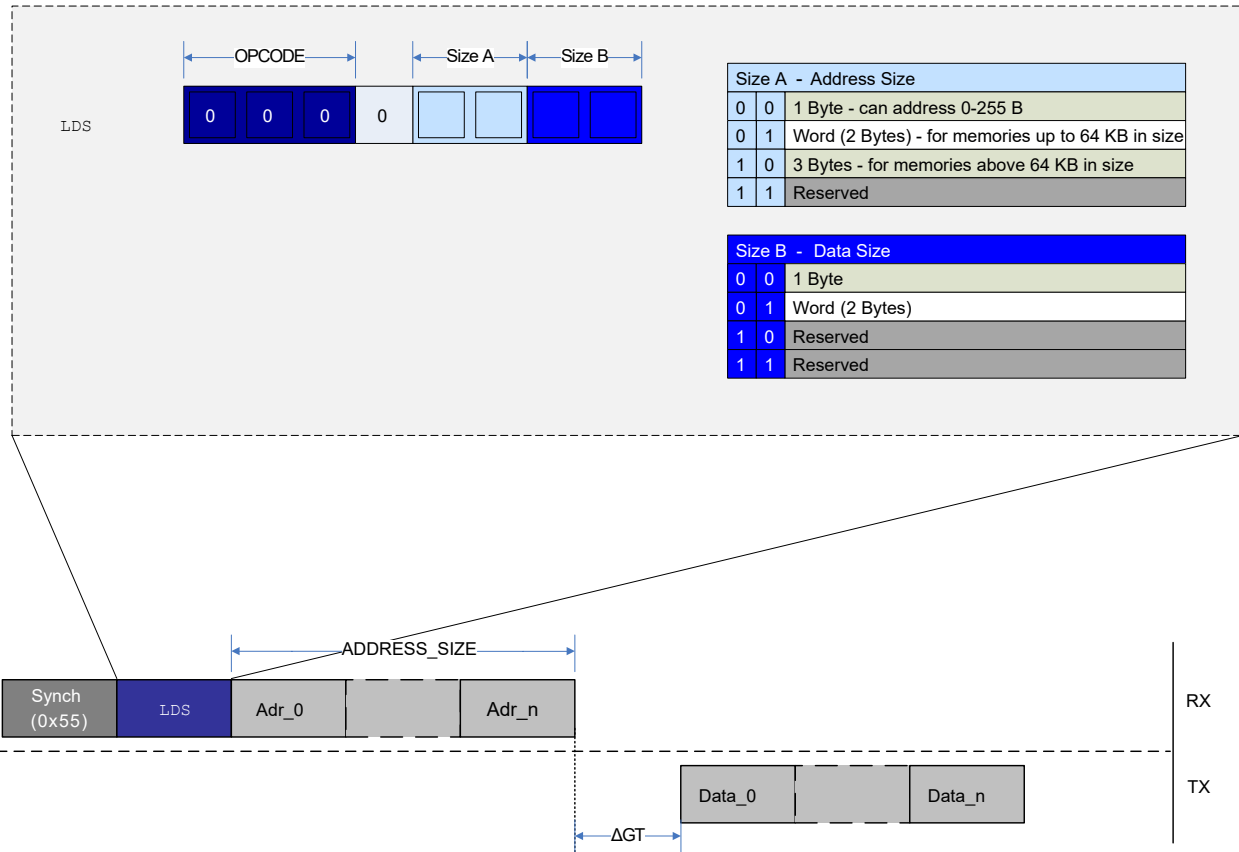 OPCODE Size A Size B
LDS 0 0 0 0
Size A - Address Size
0 0 1 Byte - can address 0-255 B
0 1 Word (2 Bytes) - for memories up to 64 KB in size
1 0 3 Bytes - for memories above 64 KB in size
1 1 Reserved
Size B - Data Size
0 0 1 Byte
0 1 Word (2 Bytes)
1 0 Reserved
1 1 Reserved
ADDRESS_SIZE
Synch
(0x55)
LDS Adr_0 Adr_n RX
Data_0 Data_n TX
ΔGT